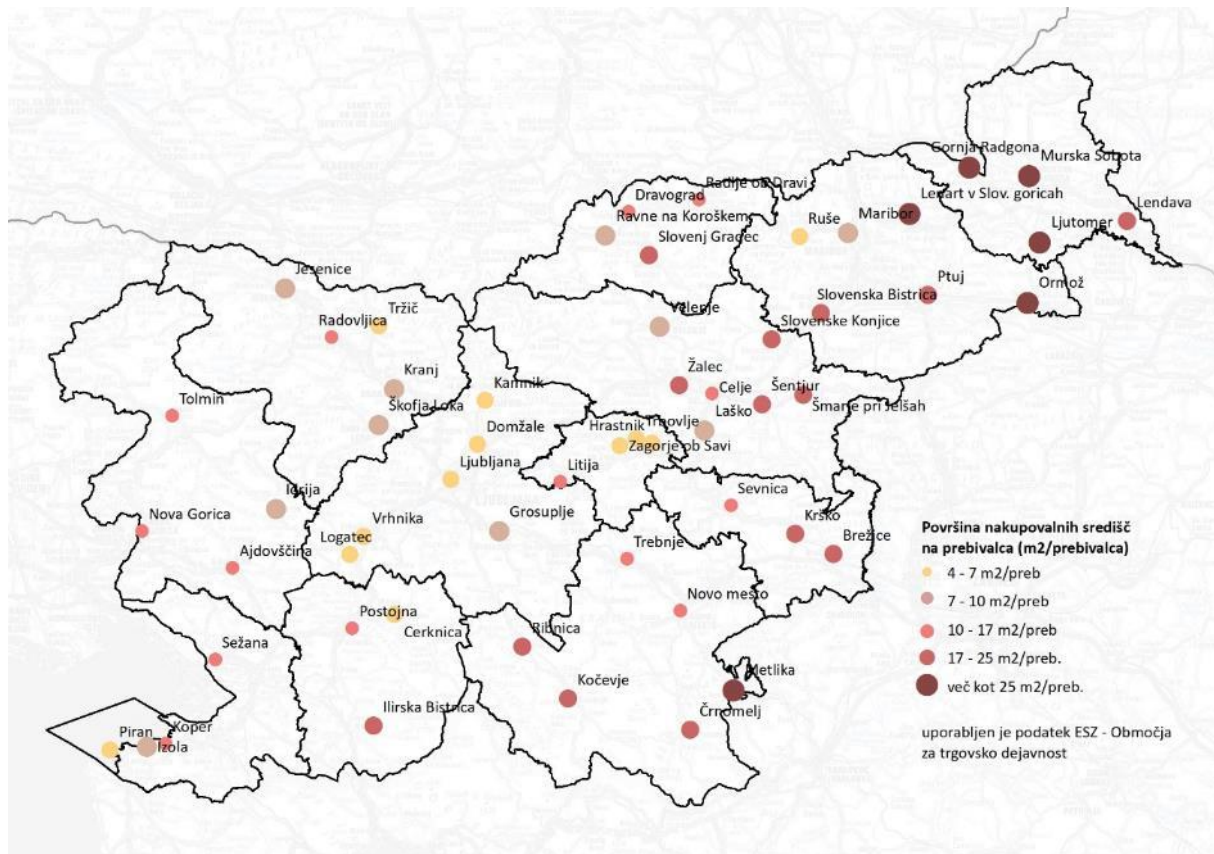 Gornja Radgona
Murska Sobota
Radlje ob Dravi
Dravograd
Lenart v Slov. goricah
Lendava
Ravne na Koroškem
Ruše
Maribor
Ljutomer
Slovenj Gradec
Jesenice
Ptuj
Ormož
Slovenska Bistrica
Tržič
Velenje
Radovljica
Slovenske Konjice
Kranj
Žalec
Kamnik
Celje
Šentjur
Tolmin
Škofja Loka
Laško
Šmarje pri Jelšah
Domžale
Hrastnik
Trbovlje
Zagorje ob Savi
Ljubljana
Litija
Idrija
Sevnica
Nova Gorica
Vrhnika
Grosuplje
Krško
Logatec
Trebnje
Brežice
Ajdovščina
Novo mesto
Postojna
Cerknica
Sežana
Ribnica
Metlika
Kočevje
Ilirska Bistrica
Črnomelj
Piran
Koper
Izola
Površina nakupovalnih središč
na prebivalca (m2/prebivalca)
4 - 7 m2/preb
7 - 10 m2/preb
10 - 17 m2/preb
17 - 25 m2/preb.
več kot 25 m2/preb.
uporabljen je podatek ESZ - Območja
za trgovsko dejavnost